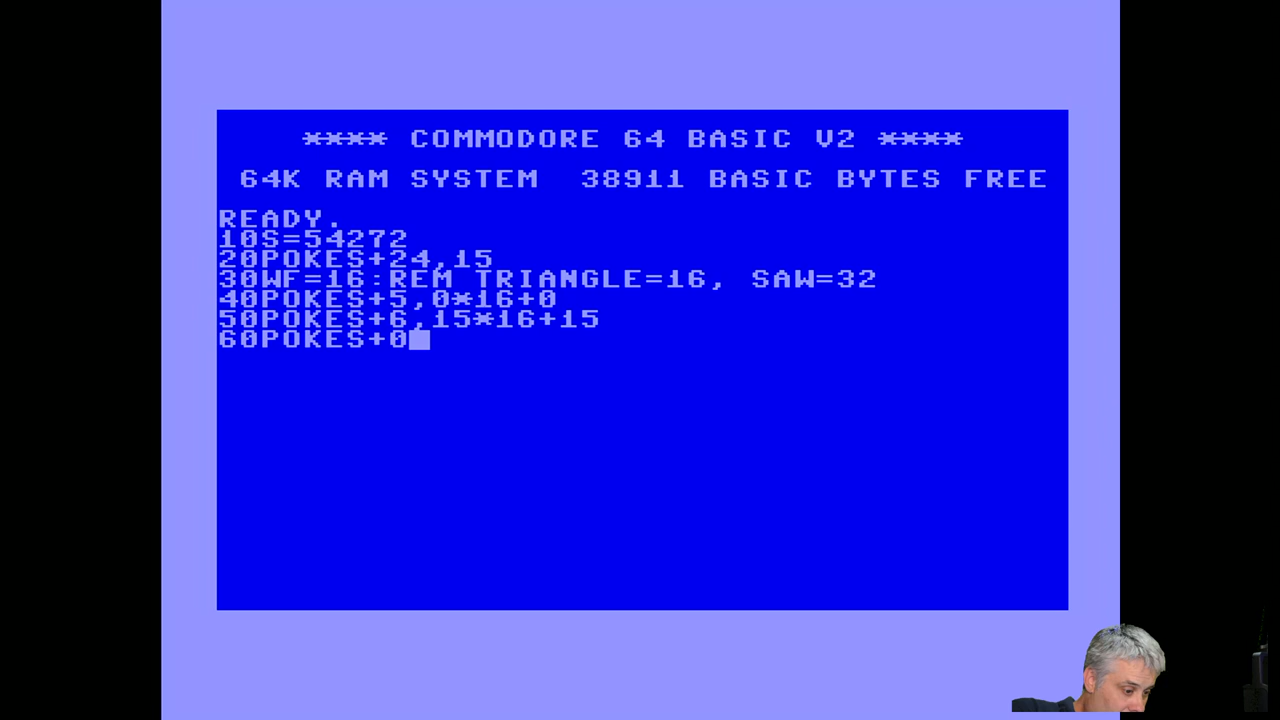 **** COMMODORE 64 BASIC V2 ****
64K RAM SYSTEM  38911 BASIC BYTES FREE
READY.
10S=54272
20POKES+24,15
30WF=16:REM TRIANGLE=16, SAW=32
40POKES+5,0*16+0
50POKES+6,15*16+15
60POKES+0